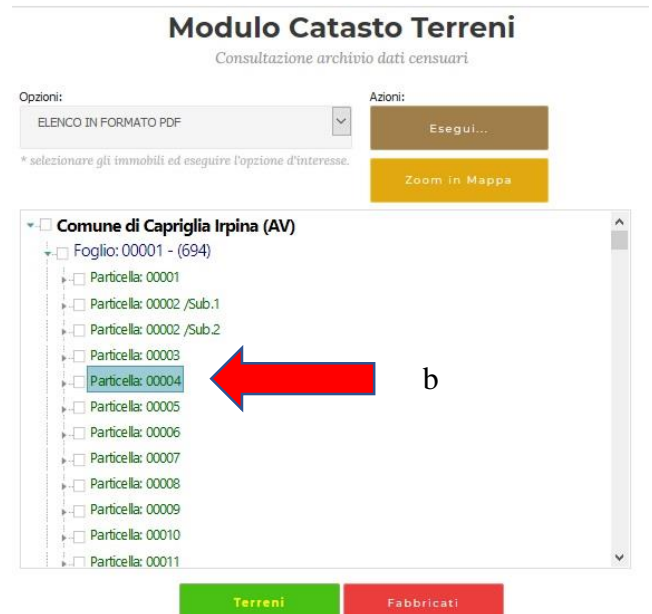 Modulo Catasto Terreni
Consultazione archivio dati censuari
Opzioni:
ELENCO IN FORMATO PDF
* selezionare gli immobili ed eseguire l'opzione d'interesse.
Azioni:
Esegui...
Zoom in Mappa
Comune di Capriglia Irpina (AV)
Foglio: 00001 - (694)
Particella: 00001
Particella: 00002 /Sub.1
Particella: 00002 /Sub.2
Particella: 00003
Particella: 00004
b
Particella: 00005
Particella: 00006
Particella: 00007
Particella: 00008
Particella: 00009
Particella: 00010
Particella: 00011
Terreni
Fabbricati